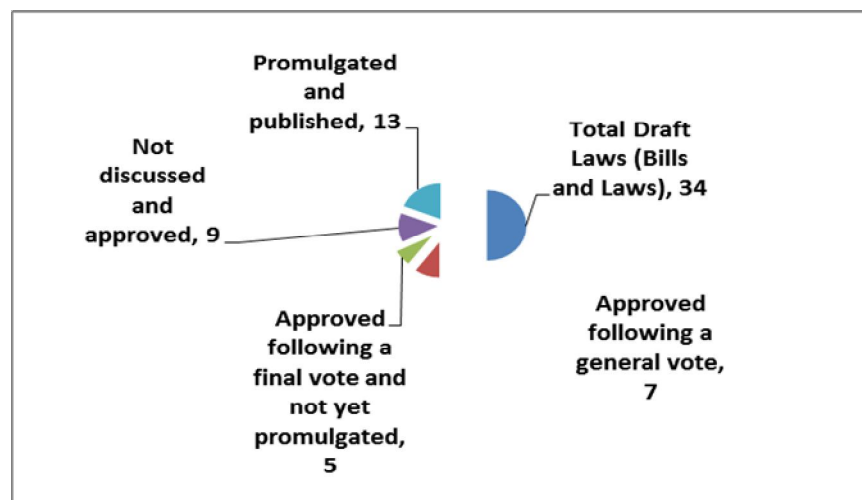 Promulgated
and
published, 13
Total Draft
Laws (Bills
and Laws), 34
Not
discussed
and
approved, 9
Approved
following a
final vote and
not yet
promulgated,
5
Approved
following a
general vote,
7